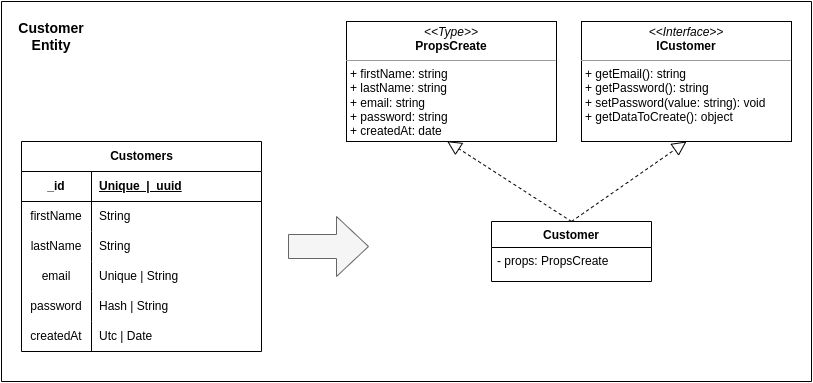 Customer
Entity
<<Type>>
PropsCreate
+ firstName: string
+ lastName: string
+ email: string
+ password: string
+ createdAt: date
<<Interface>>
ICustomer
+ getEmail(): string
+ getPassword(): string
+ setPassword(value: string): void
+ getDataToCreate(): object
Customers
_id Unique | uuid
firstName String
lastName String
email Unique | String
password Hash | String
createdAt Utc | Date
Customer
- props: PropsCreate